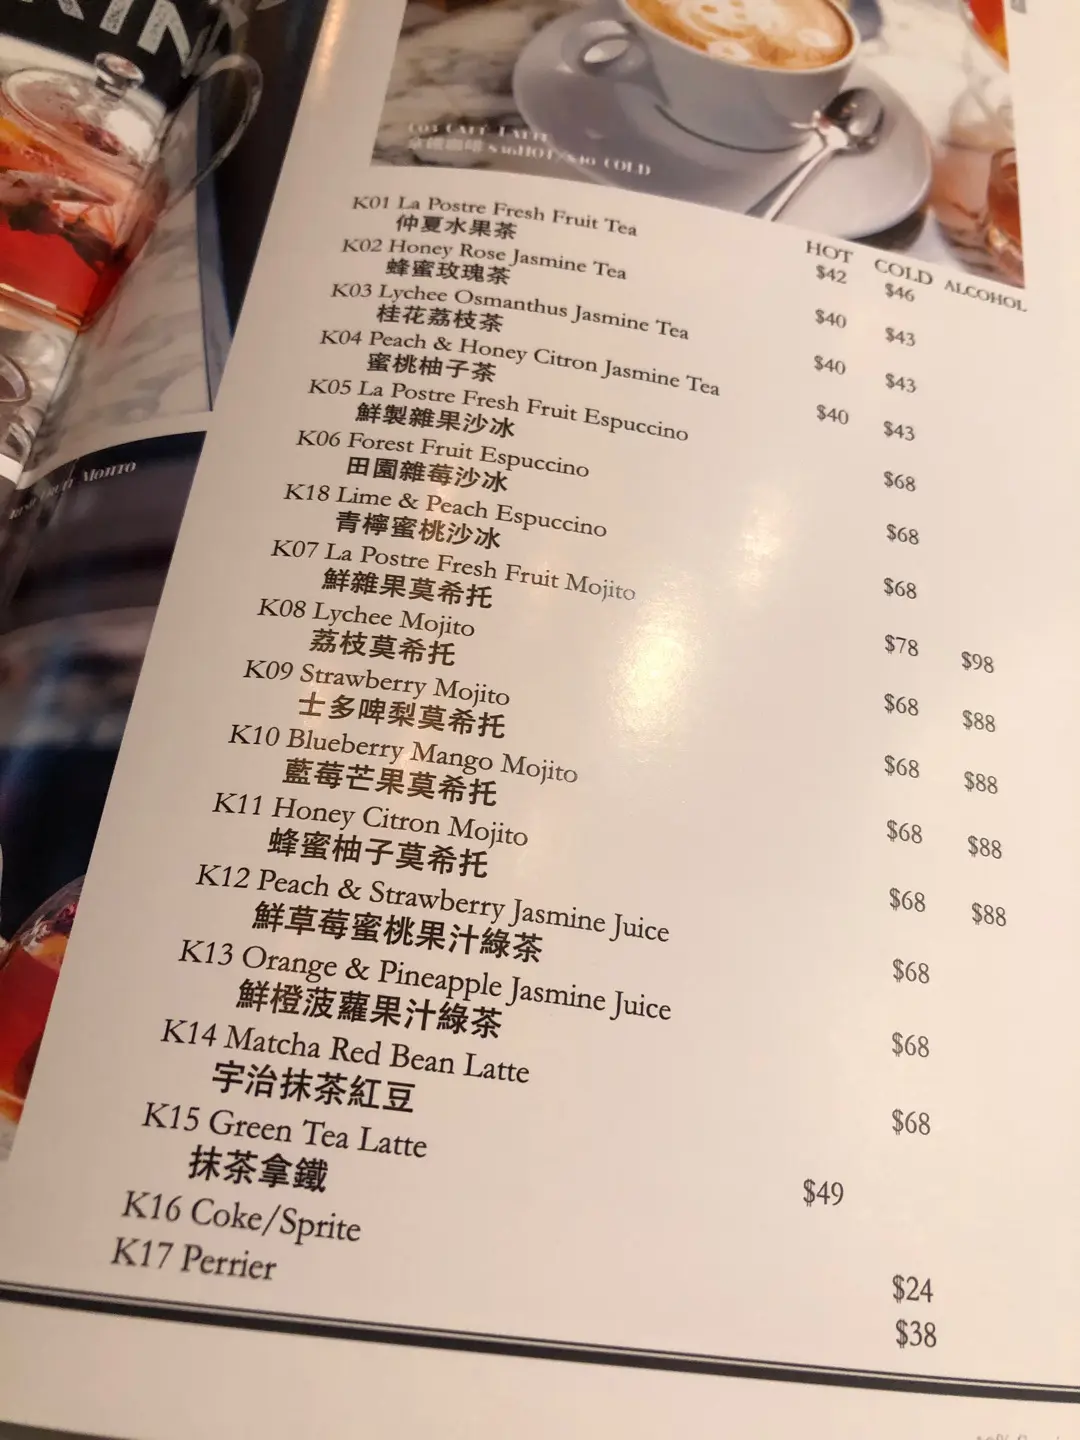 CAFÉ LATTE
拿鐵咖啡 $36HOT/$40 COLD
HOT COLD ALCOHOL
K01 La Postre Fresh Fruit Tea $42 $46
仲夏水果茶
K02 Honey Rose Jasmine Tea $40 $43
蜂蜜玫瑰茶
K03 Lychee Osmanthus Jasmine Tea $40 $43
桂花荔枝茶
K04 Peach & Honey Citron Jasmine Tea $40 $43
蜜桃柚子茶
K05 La Postre Fresh Fruit Espuccino $68
鮮製雜果沙冰
K06 Forest Fruit Espuccino $68
田園雜莓沙冰
K18 Lime & Peach Espuccino $68
青檸蜜桃沙冰
K07 La Postre Fresh Fruit Mojito $78 $98
鮮雜果莫希托
K08 Lychee Mojito $68 $88
荔枝莫希托
K09 Strawberry Mojito $68 $88
士多啤梨莫希托
K10 Blueberry Mango Mojito $68 $88
藍莓芒果莫希托
K11 Honey Citron Mojito $68 $88
蜂蜜柚子莫希托
K12 Peach & Strawberry Jasmine Juice $68
鮮草莓蜜桃果汁綠茶
K13 Orange & Pineapple Jasmine Juice $68
鮮橙菠蘿果汁綠茶
K14 Matcha Red Bean Latte $68
宇治抹茶紅豆
K15 Green Tea Latte $49
抹茶拿鐵
K16 Coke/Sprite $24
K17 Perrier $38
MOJITO